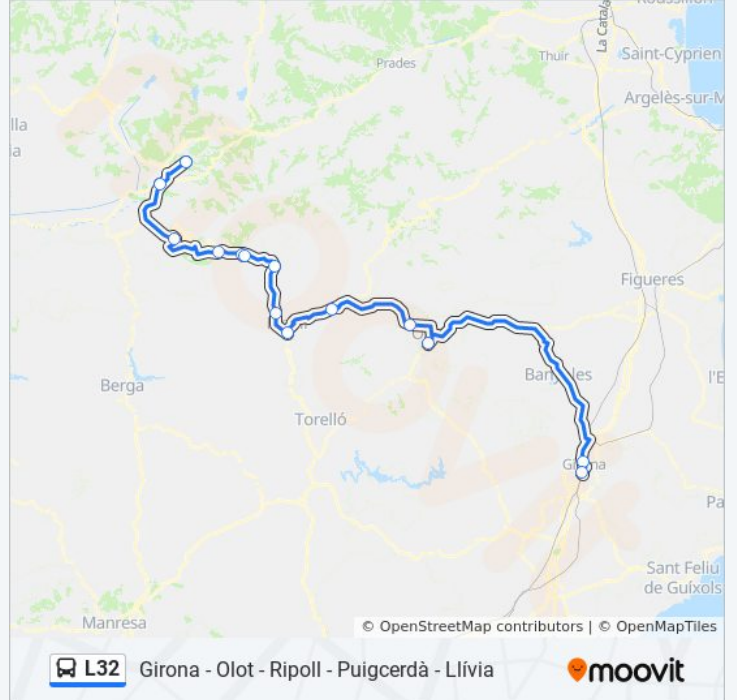 Roussillon
La Catala
Saint-Cyprien
Thuir
Prades
Argelès-sur-M
lla
ia
Figueres
Banyoles
Berga
l'E
Torelló
Girona
Pa
Sant Feliu
de Guíxols
Manresa
© OpenStreetMap contributors | © OpenMapTiles
L32 Girona - Olot - Ripoll - Puigcerdà - Llívia
moovit